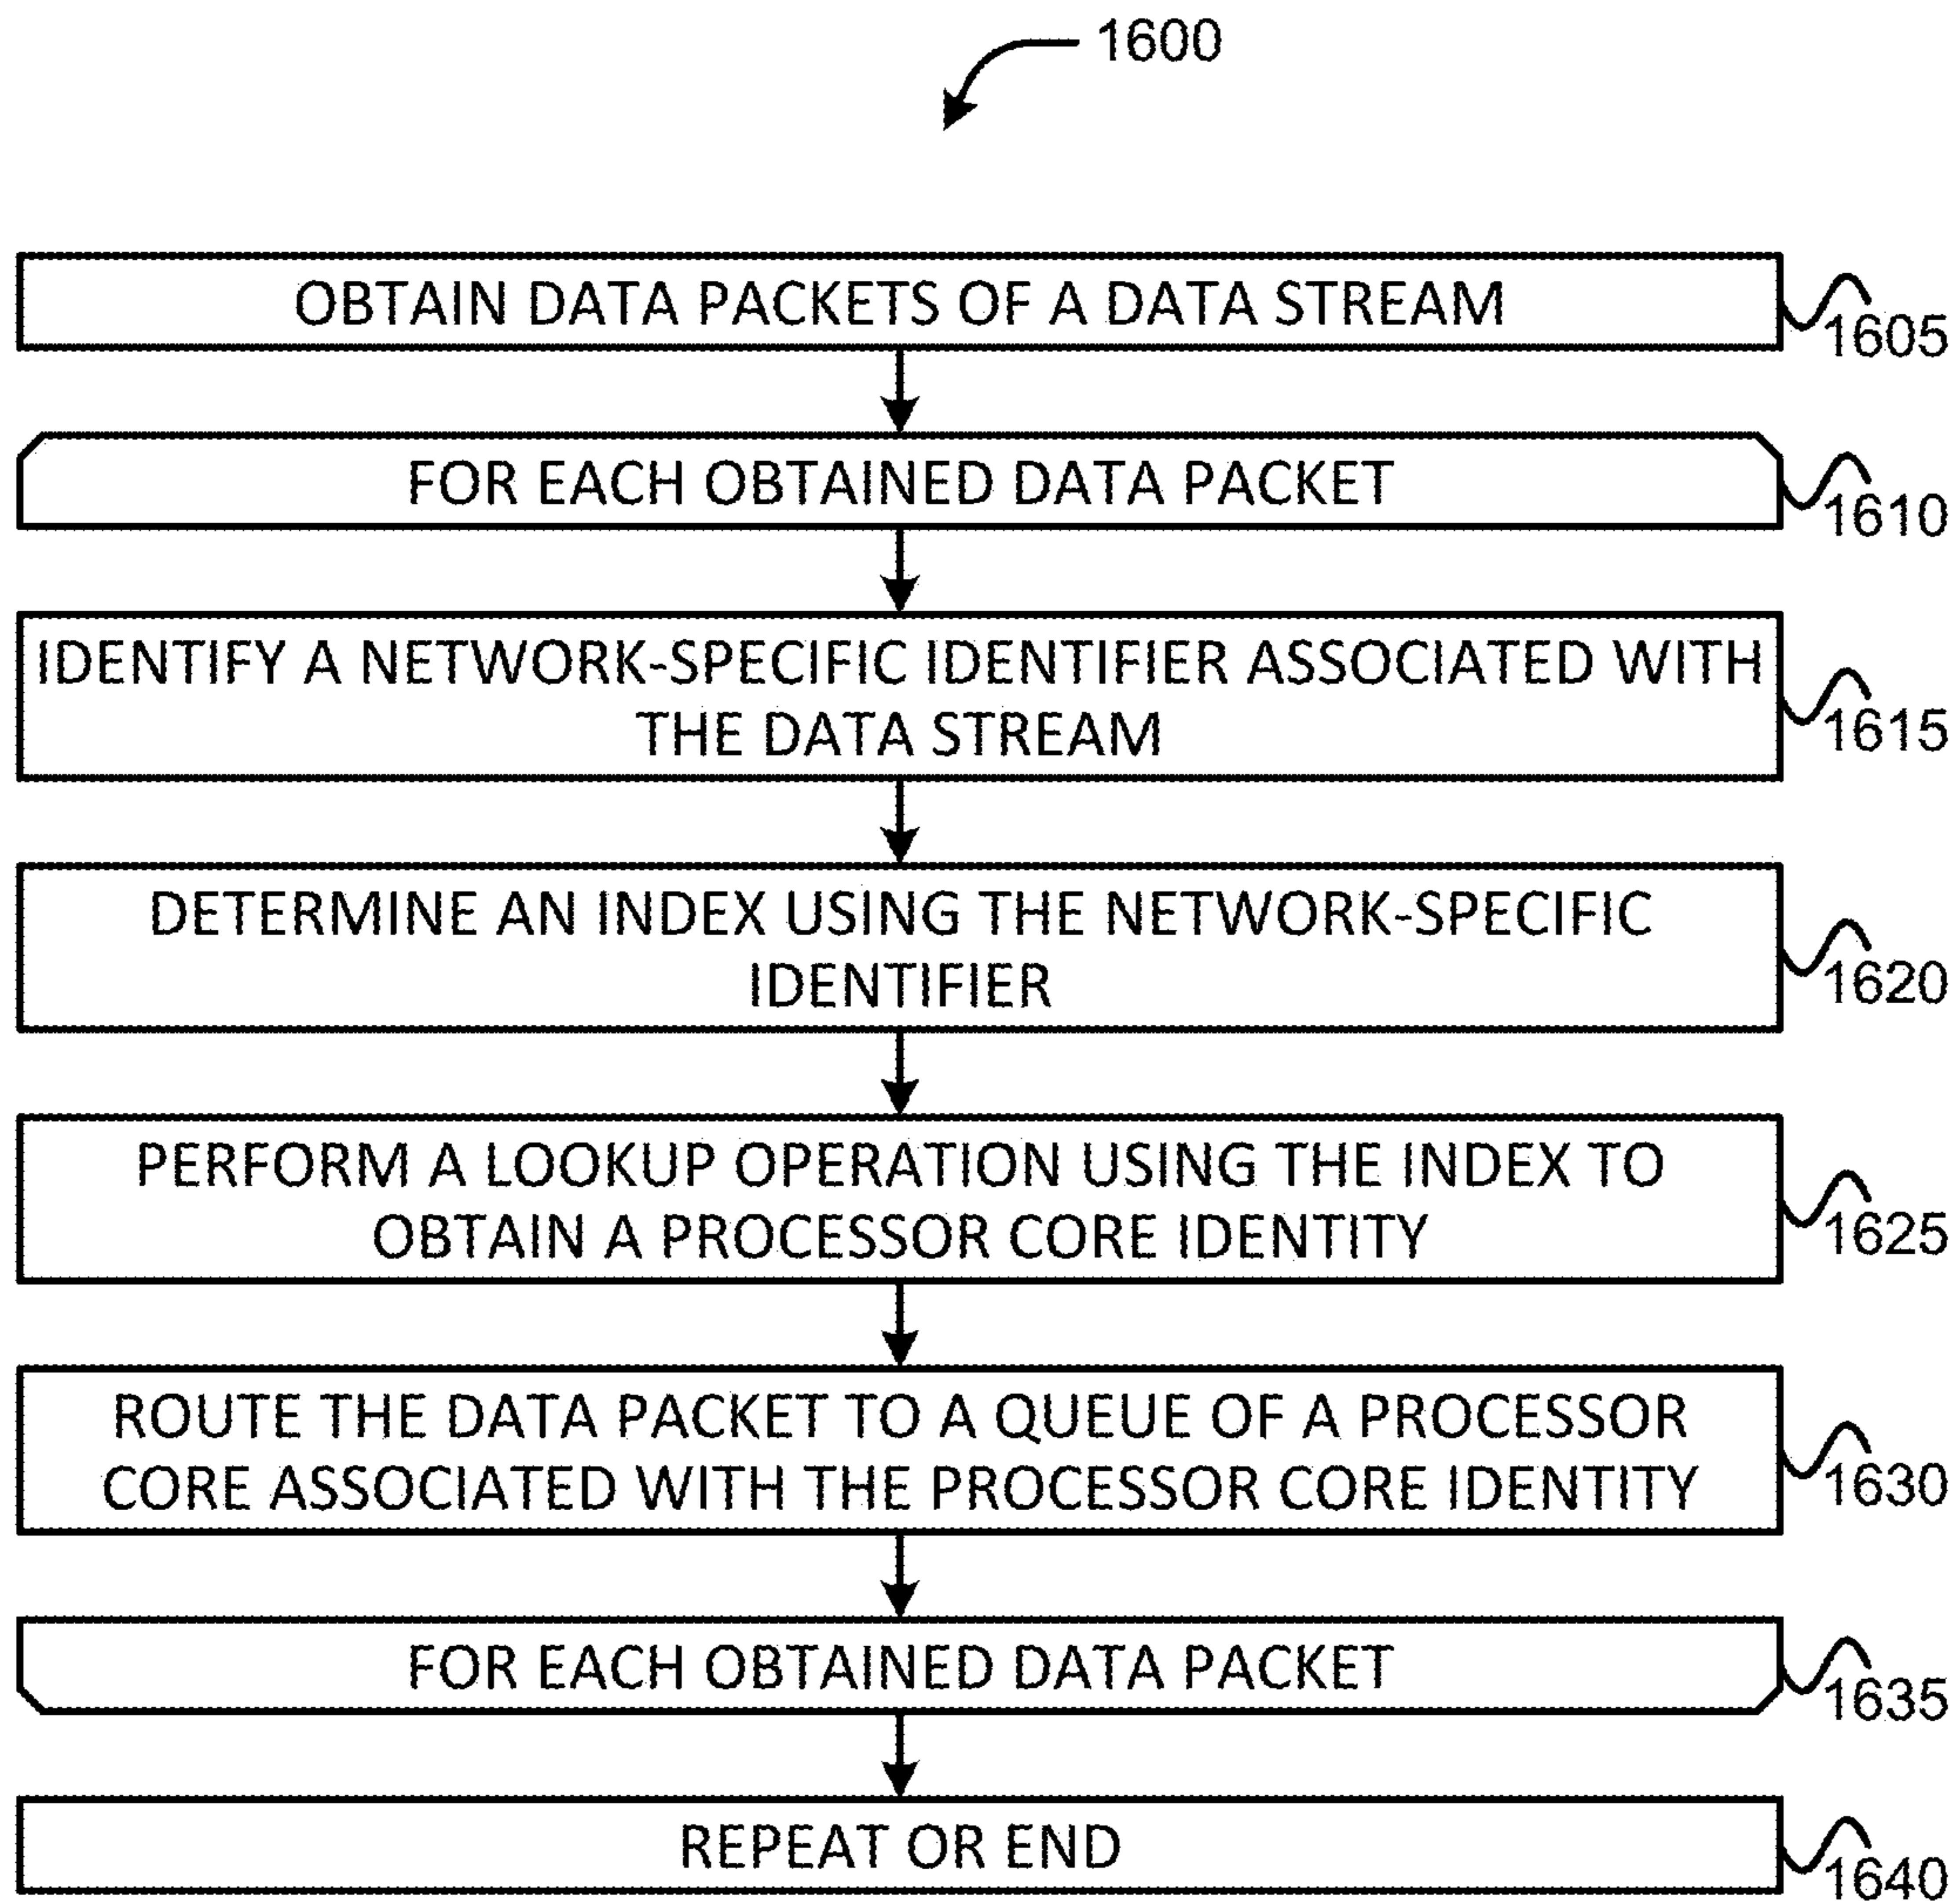 1600
OBTAIN DATA PACKETS OF A DATA STREAM
1605
FOR EACH OBTAINED DATA PACKET
1610
IDENTIFY A NETWORK-SPECIFIC IDENTIFIER ASSOCIATED WITH
THE DATA STREAM
1615
DETERMINE AN INDEX USING THE NETWORK-SPECIFIC
IDENTIFIER
1620
PERFORM A LOOKUP OPERATION USING THE INDEX TO
OBTAIN A PROCESSOR CORE IDENTITY
1625
ROUTE THE DATA PACKET TO A QUEUE OF A PROCESSOR
CORE ASSOCIATED WITH THE PROCESSOR CORE IDENTITY
1630
FOR EACH OBTAINED DATA PACKET
1635
REPEAT OR END
1640